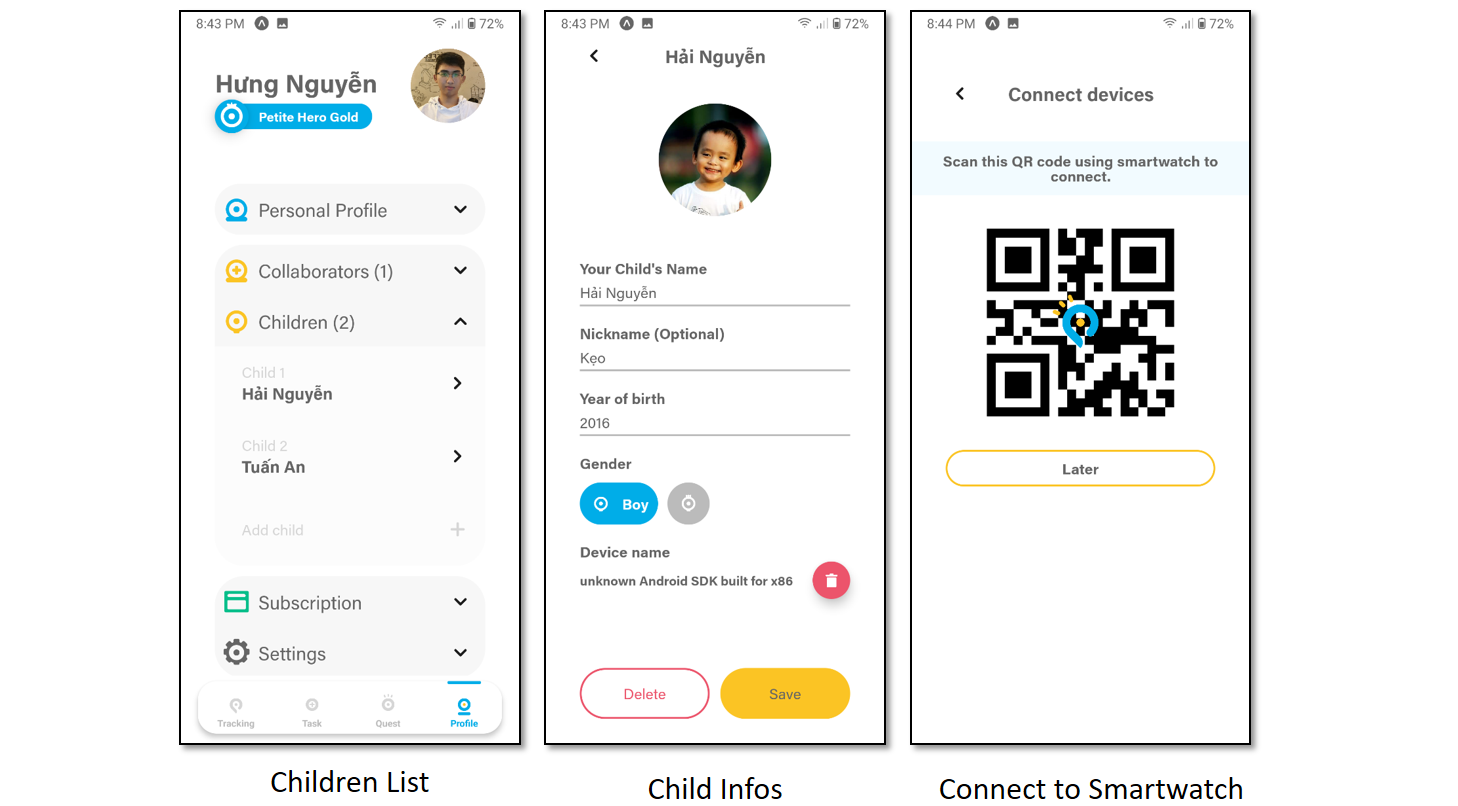 8:43 PM
72%
Hưng Nguyễn
Petite Hero Gold
Personal Profile
Collaborators (1)
Children (2)
Child 1
Hải Nguyễn
Child 2
Tuấn An
Add child
Subscription
Settings
Tracking
Task
Quest
Profile
Children List
8:43 PM
72%
Hải Nguyễn
Your Child's Name
Hải Nguyễn
Nickname (Optional)
Kẹo
Year of birth
2016
Gender
Boy
Device name
unknown Android SDK built for x86
Delete
Save
Child Infos
8:44 PM
72%
Connect devices
Scan this QR code using smartwatch to
connect.
Later
Connect to Smartwatch